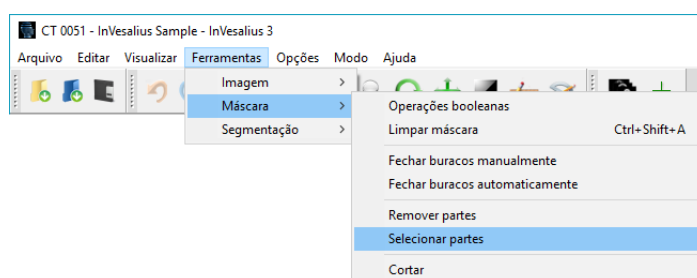 CT 0051 - InVesalius Sample - InVesalius 3
Arquivo Editar Visualizar Ferramentas Opções Modo Ajuda
Imagem
Máscara
Segmentação
Operações booleanas
Limpar máscara Ctrl+Shift+A
Fechar buracos manualmente
Fechar buracos automaticamente
Remover partes
Selecionar partes
Cortar